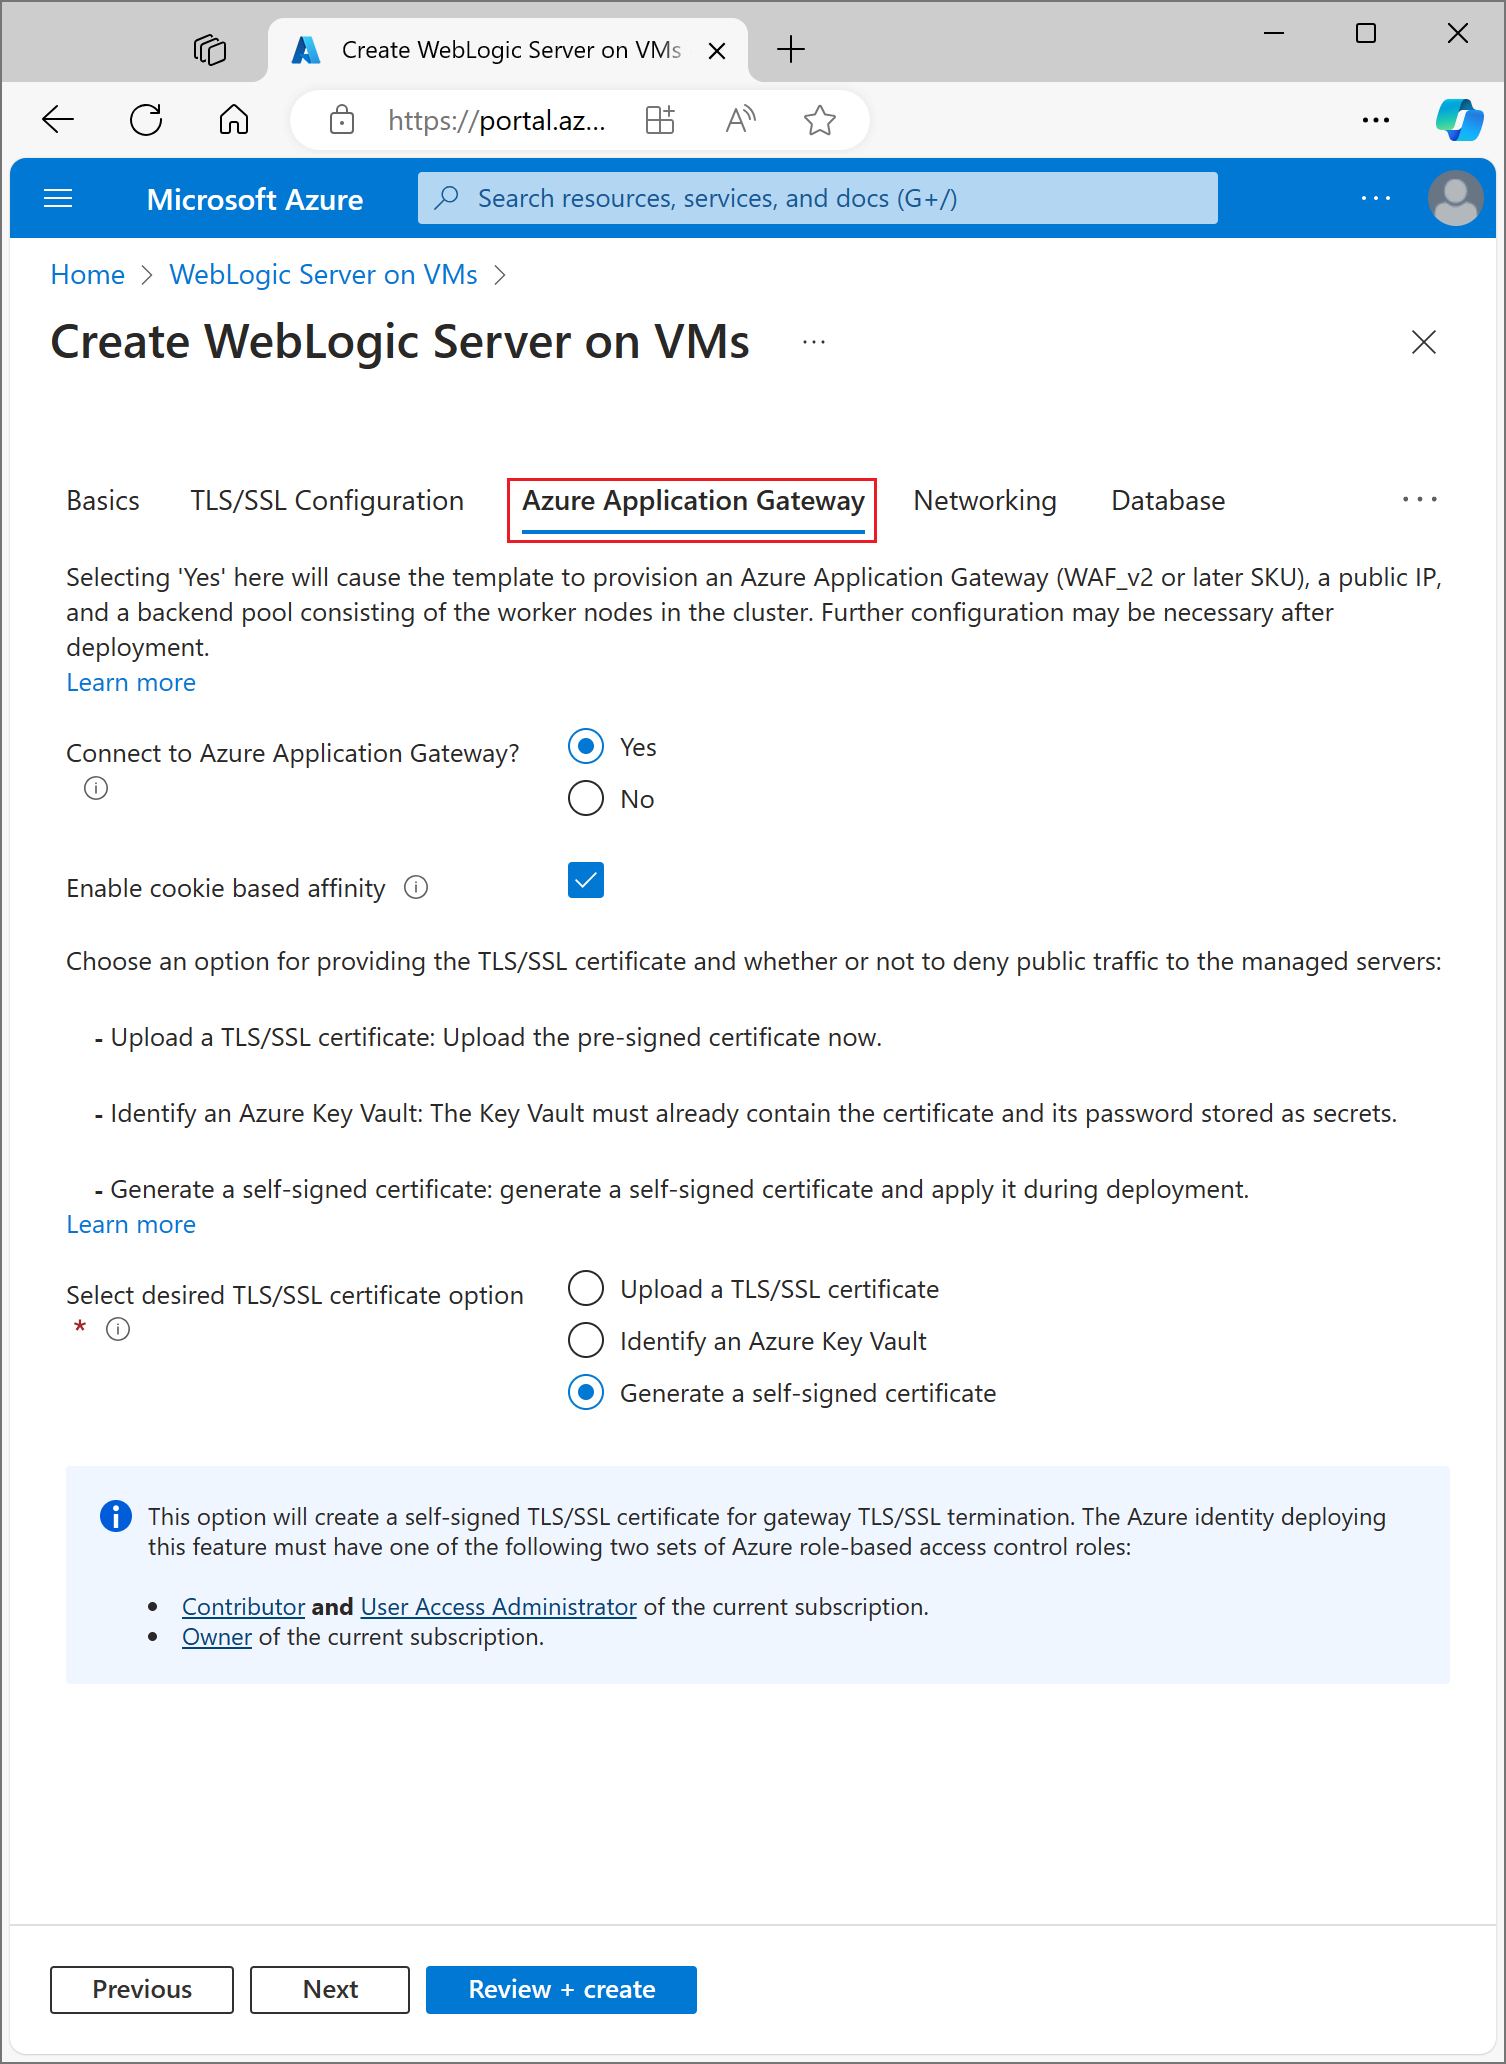 Create WebLogic Server on VMs
https://portal.az...
Microsoft Azure
Search resources, services, and docs (G+/)
Home > WebLogic Server on VMs >
Create WebLogic Server on VMs ...
Basics TLS/SSL Configuration Azure Application Gateway Networking Database ...
Selecting 'Yes' here will cause the template to provision an Azure Application Gateway (WAF_v2 or later SKU), a public IP,
and a backend pool consisting of the worker nodes in the cluster. Further configuration may be necessary after
deployment.
Learn more
Connect to Azure Application Gateway?
Yes
No
Enable cookie based affinity
Choose an option for providing the TLS/SSL certificate and whether or not to deny public traffic to the managed servers:
- Upload a TLS/SSL certificate: Upload the pre-signed certificate now.
- Identify an Azure Key Vault: The Key Vault must already contain the certificate and its password stored as secrets.
- Generate a self-signed certificate: generate a self-signed certificate and apply it during deployment.
Learn more
Select desired TLS/SSL certificate option
*
Upload a TLS/SSL certificate
Identify an Azure Key Vault
Generate a self-signed certificate
This option will create a self-signed TLS/SSL certificate for gateway TLS/SSL termination. The Azure identity deploying
this feature must have one of the following two sets of Azure role-based access control roles:
• Contributor and User Access Administrator of the current subscription.
• Owner of the current subscription.
Previous Next Review + create